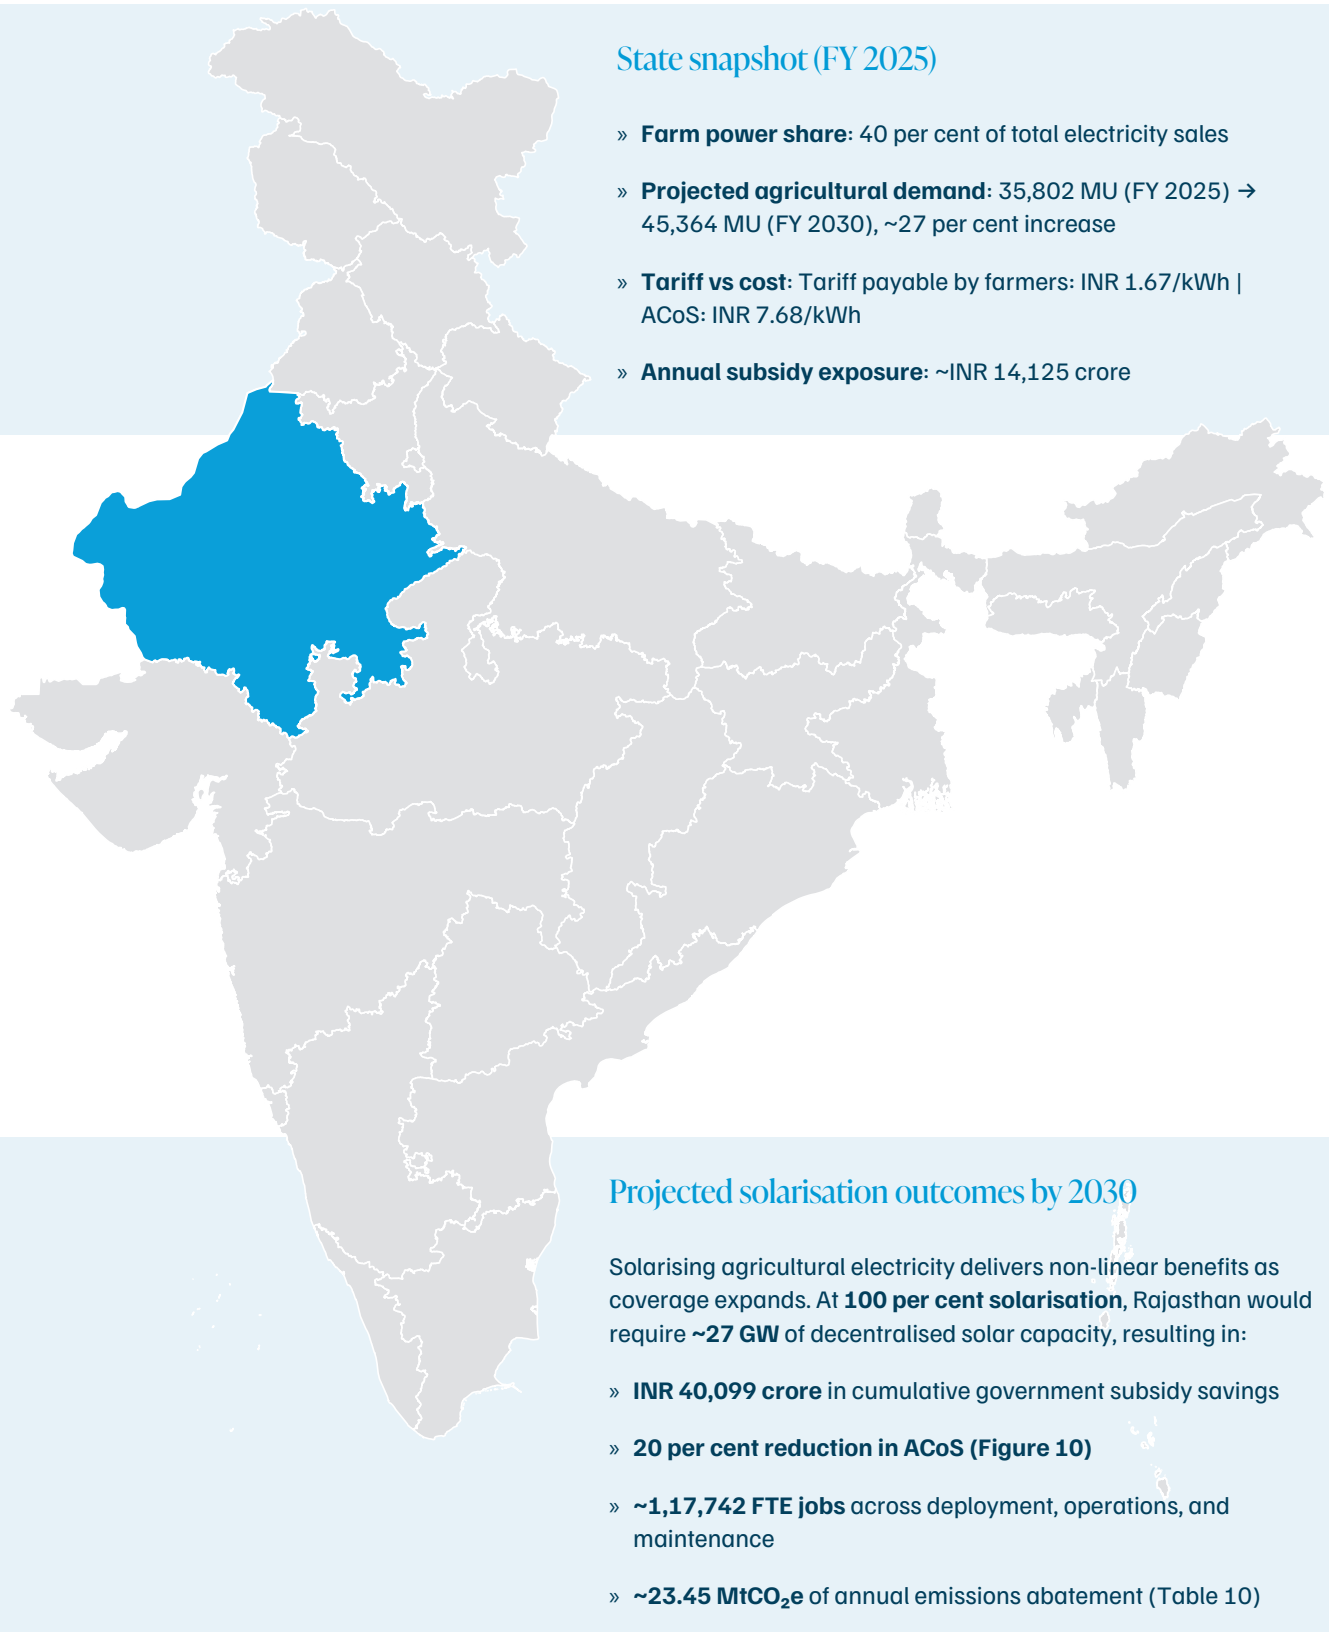 State snapshot (FY 2025)
» Farm power share: 40 per cent of total electricity sales
» Projected agricultural demand: 35,802 MU (FY 2025) →
45,364 MU (FY 2030), ~27 per cent increase
» Tariff vs cost: Tariff payable by farmers: INR 1.67/kWh |
ACoS: INR 7.68/kWh
» Annual subsidy exposure: ~INR 14,125 crore
Projected solarisation outcomes by 2030
Solarising agricultural electricity delivers non-linear benefits as
coverage expands. At 100 per cent solarisation, Rajasthan would
require ~27 GW of decentralised solar capacity, resulting in:
» INR 40,099 crore in cumulative government subsidy savings
» 20 per cent reduction in ACoS (Figure 10)
» ~1,17,742 FTE jobs across deployment, operations, and
maintenance
» ~23.45 MtCO₂e of annual emissions abatement (Table 10)